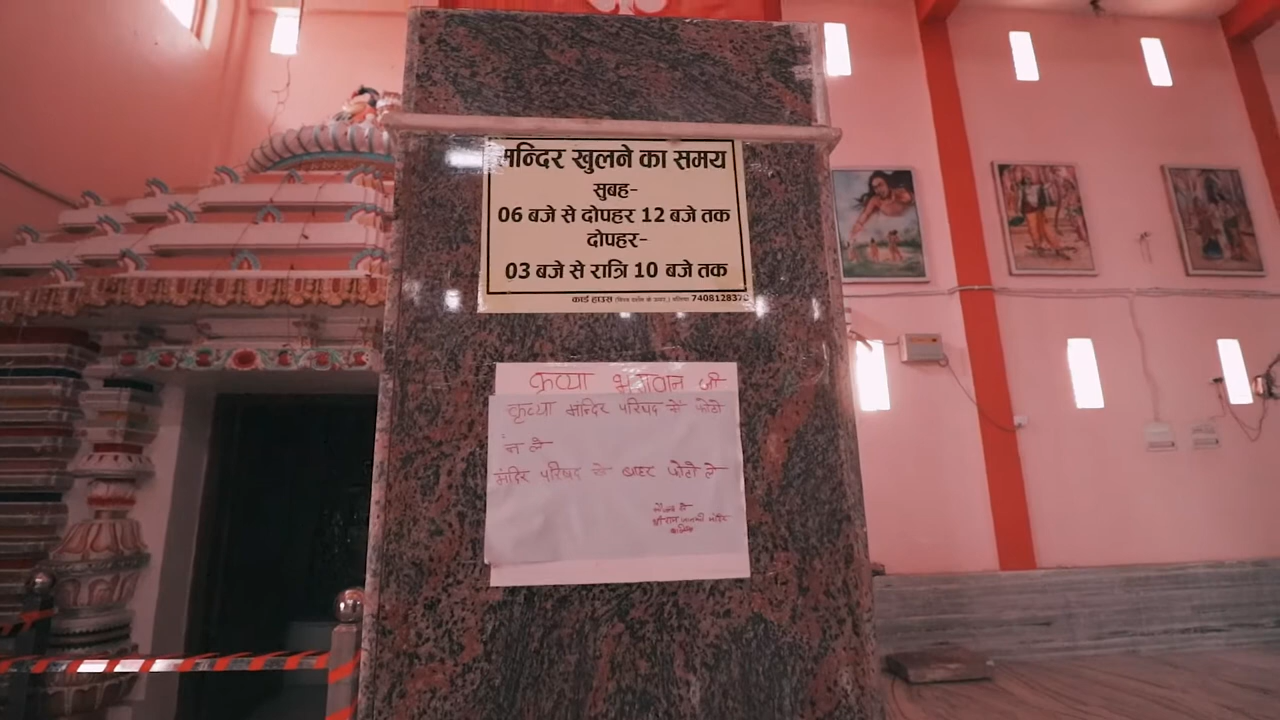 मन्दिर खुलने का समय
सुबह-
06 बजे से दोपहर 12 बजे तक
दोपहर-
03 बजे से रात्रि 10 बजे तक
कार्ड हाउस
कृप्या भगवान जी
कृप्या मंन्दिर परिषद में फोटो
न ले
मंदिर परिषद के बाहर फोटो ले